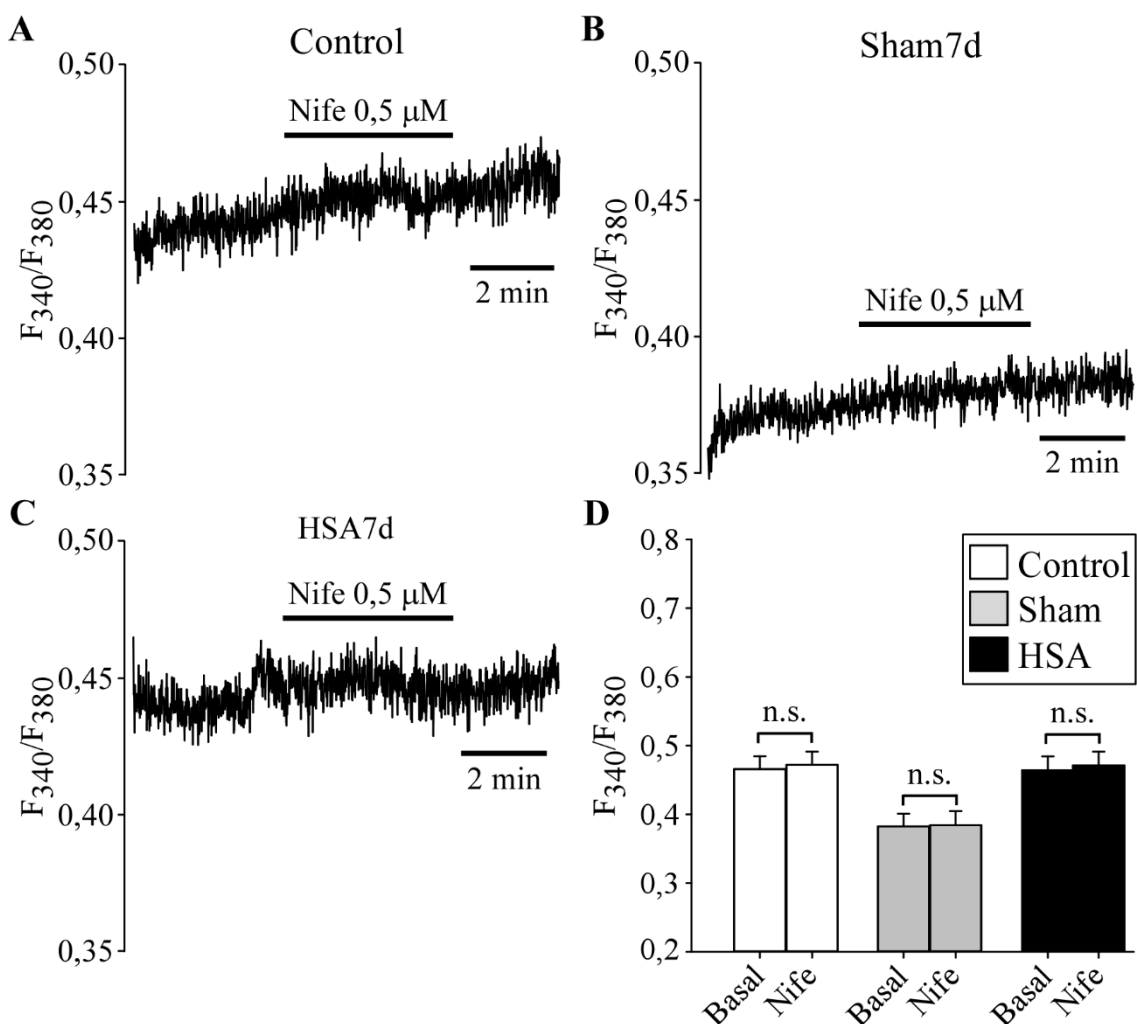 A
Control
0,50
0,45
0,40
0,35
F340/F380
Nife 0,5 µM
2 min
B
Sham7d
0,50
0,45
0,40
0,35
F340/F380
Nife 0,5 µM
2 min
C
HSA7d
0,50
0,45
0,40
0,35
F340/F380
Nife 0,5 µM
2 min
D
0,8
0,7
0,6
0,5
0,4
0,3
0,2
F340/F380
Control
Sham
HSA
n.s.
n.s.
n.s.
Basal
Nife
Basal
Nife
Basal
Nife